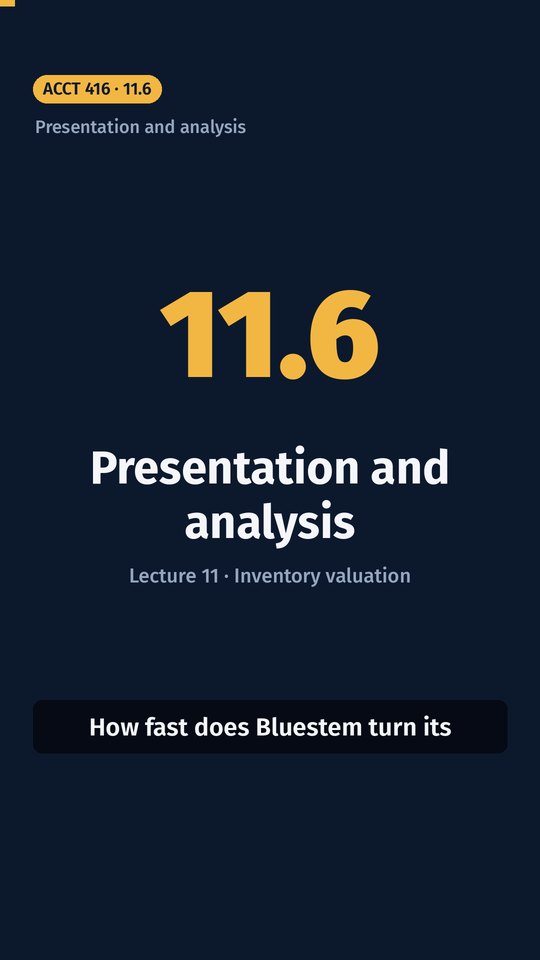 ACCT 416 · 11.6
Presentation and analysis
11.6
Presentation and
analysis
Lecture 11 · Inventory valuation
How fast does Bluestem turn its